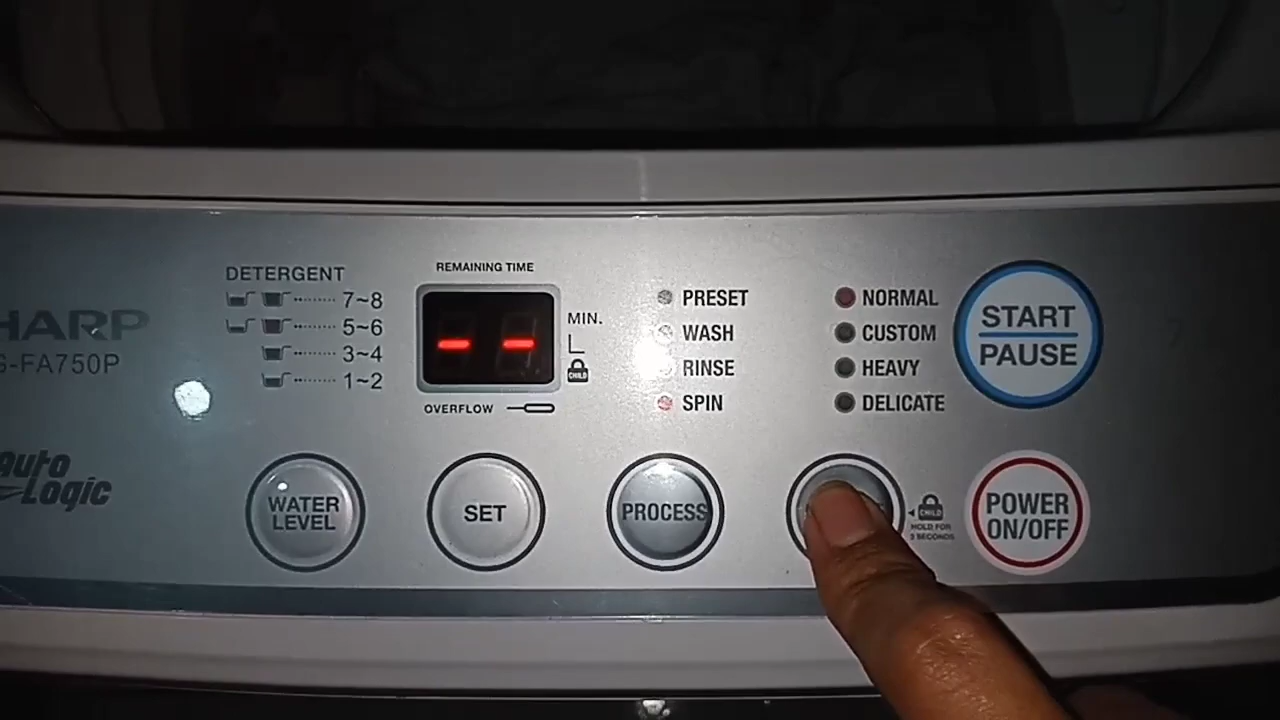 HARP
S-FA750P
Auto
Logic
DETERGENT
7~8
5~6
3~4
1~2
REMAINING TIME
--
MIN.
L
CHILD
OVERFLOW
PRESET
WASH
RINSE
SPIN
NORMAL
CUSTOM
HEAVY
DELICATE
START
PAUSE
WATER
LEVEL
SET
PROCESS
CHILD
HOLD FOR
3 SECONDS
POWER
ON/OFF